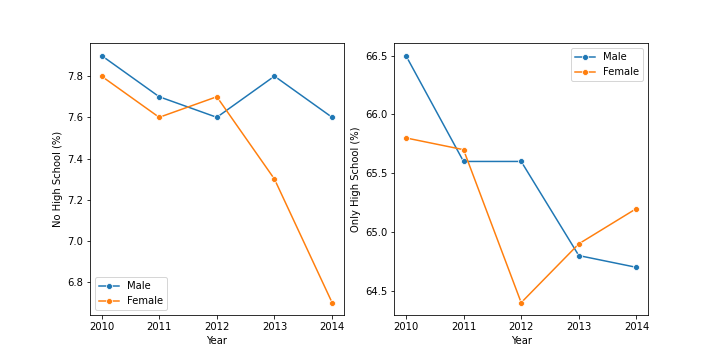 No High School (%)
7.8
7.6
7.4
7.2
7.0
6.8
Male
Female
2010 2011 2012 2013 2014
Year
Only High School (%)
66.5
66.0
65.5
65.0
64.5
Male
Female
2010 2011 2012 2013 2014
Year